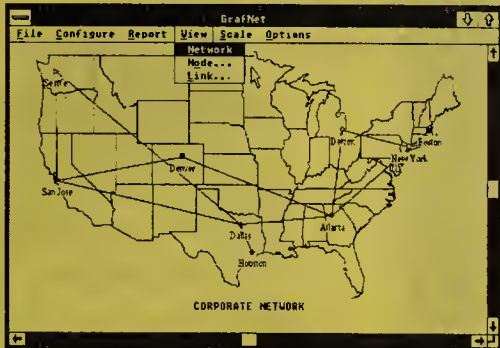 GrafNet
File Configure Report View Scale Options
Network
Node...
Link...
Seattle
Detroit
Boston
New York
Denver
San Jose
Dallas
Atlanta
Houston
CORPORATE NETWORK